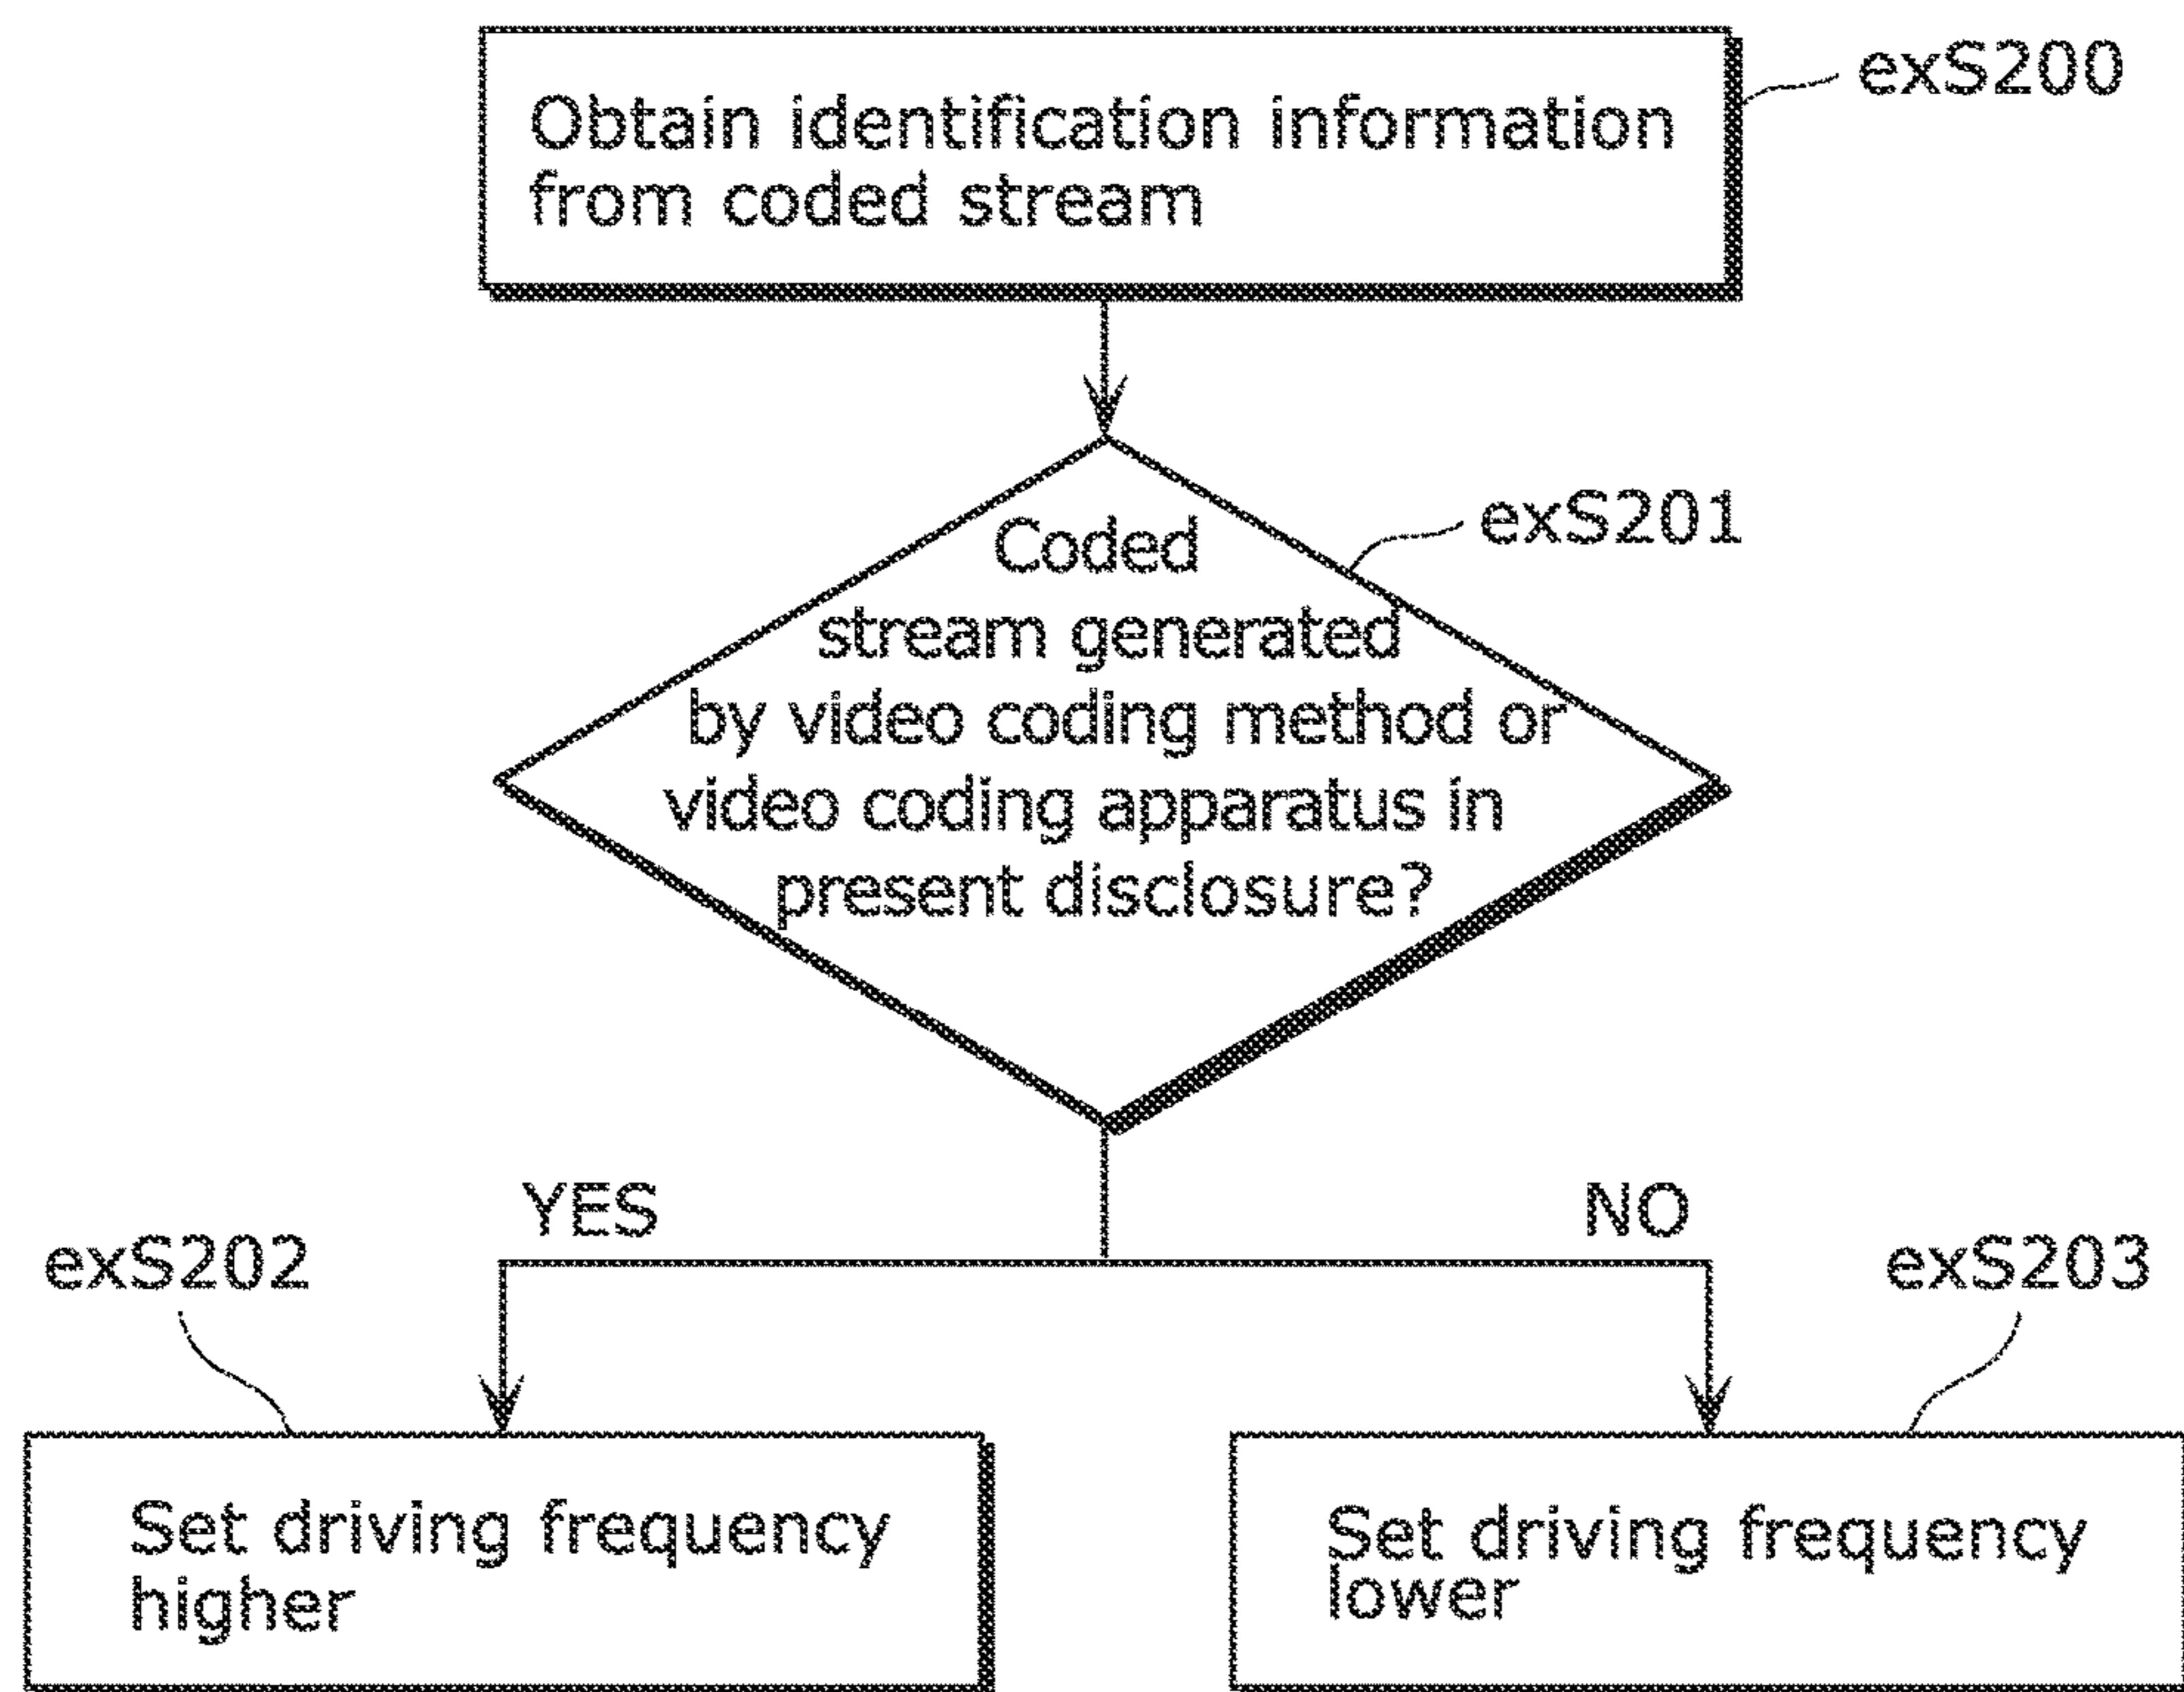 exS200
Obtain identification information
from coded stream
exS201
Coded
stream generated
by video coding method or
video coding apparatus in
present disclosure?
YES
NO
exS202
exS203
Set driving frequency
higher
Set driving frequency
lower